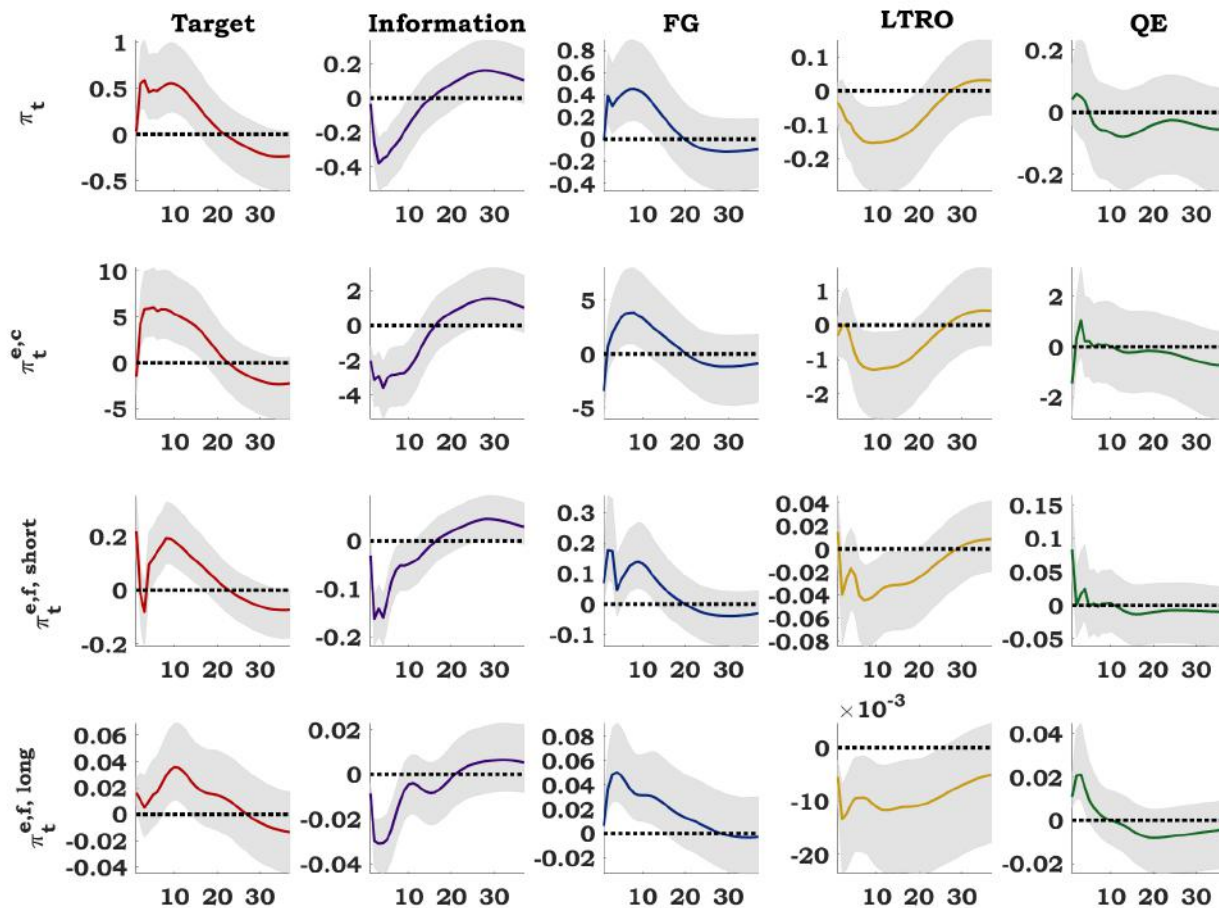 Target Information FG LTRO QE
π_t
1 0.5 0 -0.5
0.2 0 -0.2 -0.4
0.8 0.6 0.4 0.2 0 -0.2 -0.4
0.1 0 -0.1 -0.2
0.2 0 -0.2
10 20 30 10 20 30 10 20 30 10 20 30 10 20 30
π_t^{e,c}
10 5 0 -5
2 0 -2 -4
5 0 -5
1 0 -1 -2
2 0 -2
10 20 30 10 20 30 10 20 30 10 20 30 10 20 30
π_t^{e,f, short}
0.2 0 -0.2
0 -0.1 -0.2
0.3 0.2 0.1 0 -0.1
0.04 0.02 0 -0.02 -0.04 -0.06 -0.08
0.15 0.1 0.05 0 -0.05
10 20 30 10 20 30 10 20 30 10 20 30 10 20 30
× 10^{-3}
π_t^{e,f, long}
0.06 0.04 0.02 0 -0.02 -0.04
0.02 0 -0.02 -0.04
0.08 0.06 0.04 0.02 0 -0.02
0 -10 -20
0.04 0.02 0 -0.02
10 20 30 10 20 30 10 20 30 10 20 30 10 20 30